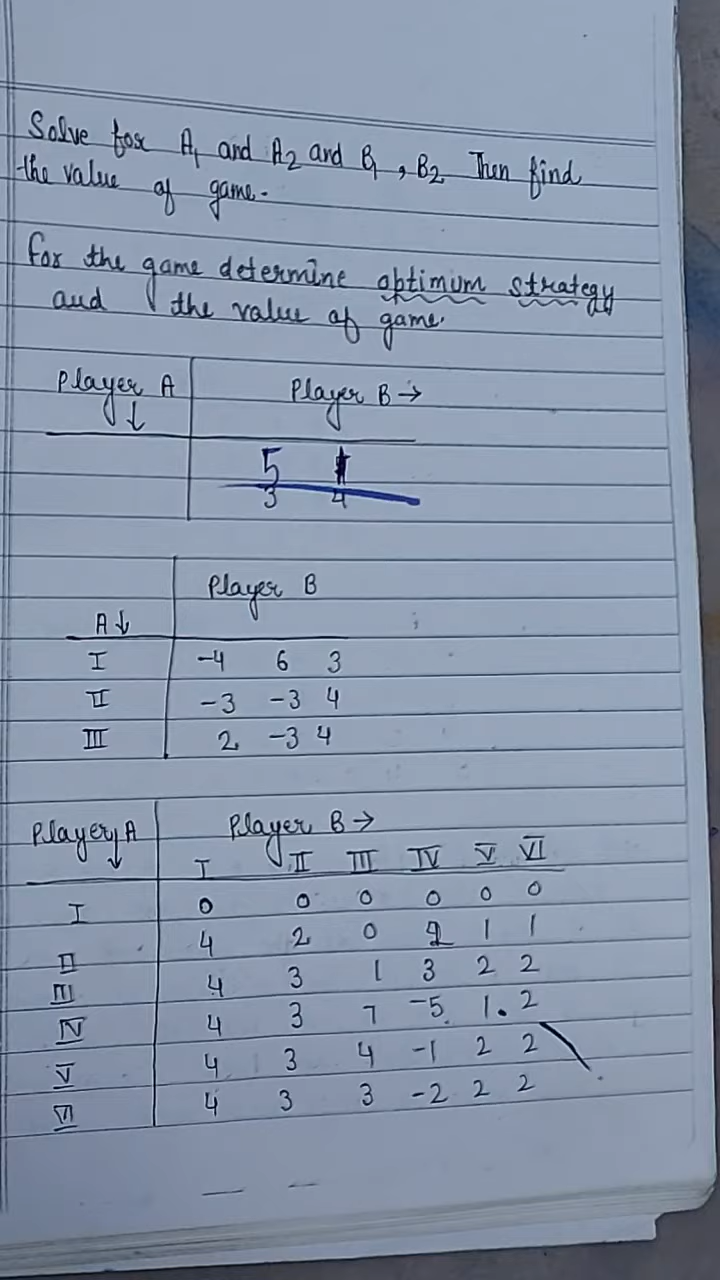 Solve for A1 and A2 and B1, B2 Then find
the value of game.
For the game determine optimum strategy
and the value of game.
Player A Player B →
↓
5 1
3 4
Player B
A ↓
I -4 6 3
II -3 -3 4
III 2 -3 4
Player A Player B →
↓ I II III IV V VI
I 0 0 0 0 0 0
II 4 2 0 2 1 1
III 4 3 1 3 2 2
IV 4 3 7 -5 1 2
V 4 3 4 -1 2 2
VI 4 3 3 -2 2 2